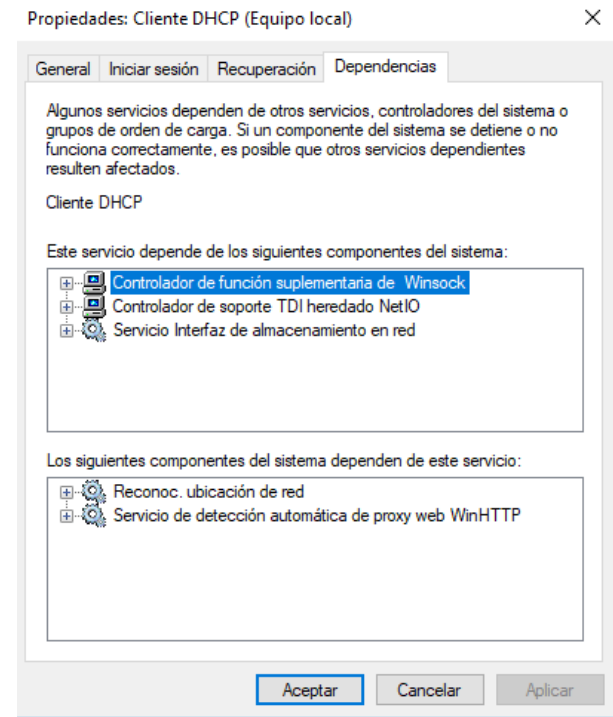 Propiedades: Cliente DHCP (Equipo local)
General Iniciar sesión Recuperación Dependencias
Algunos servicios dependen de otros servicios, controladores del sistema o
grupos de orden de carga. Si un componente del sistema se detiene o no
funciona correctamente, es posible que otros servicios dependientes
resulten afectados.
Cliente DHCP
Este servicio depende de los siguientes componentes del sistema:
Controlador de función suplementaria de Winsock
Controlador de soporte TDI heredado NetIO
Servicio Interfaz de almacenamiento en red
Los siguientes componentes del sistema dependen de este servicio:
Reconoc. ubicación de red
Servicio de detección automática de proxy web WinHTTP
Aceptar Cancelar Aplicar